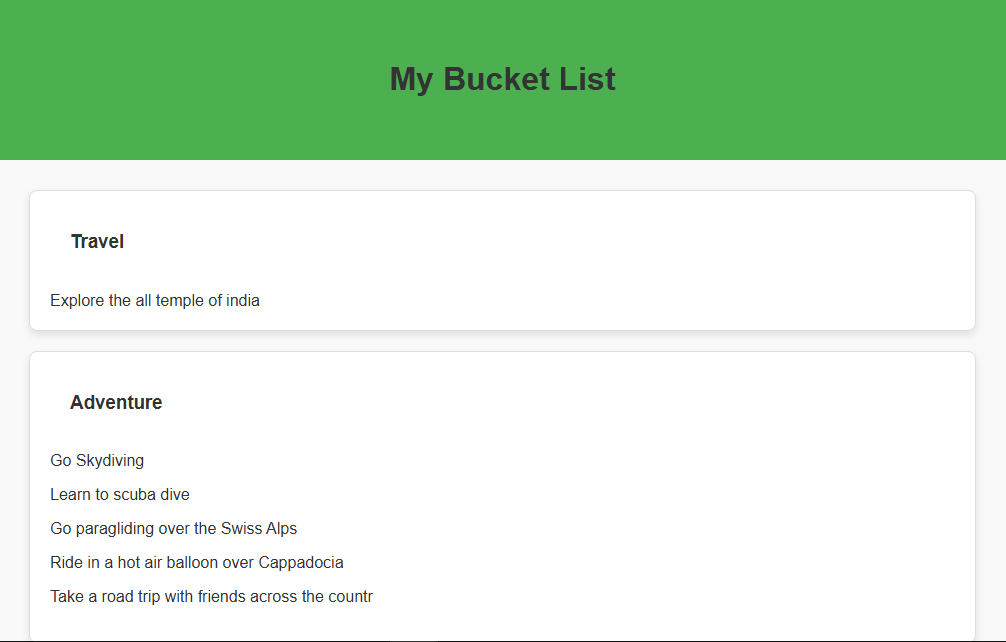 My Bucket List
Travel
Explore the all temple of india
Adventure
Go Skydiving
Learn to scuba dive
Go paragliding over the Swiss Alps
Ride in a hot air balloon over Cappadocia
Take a road trip with friends across the countr